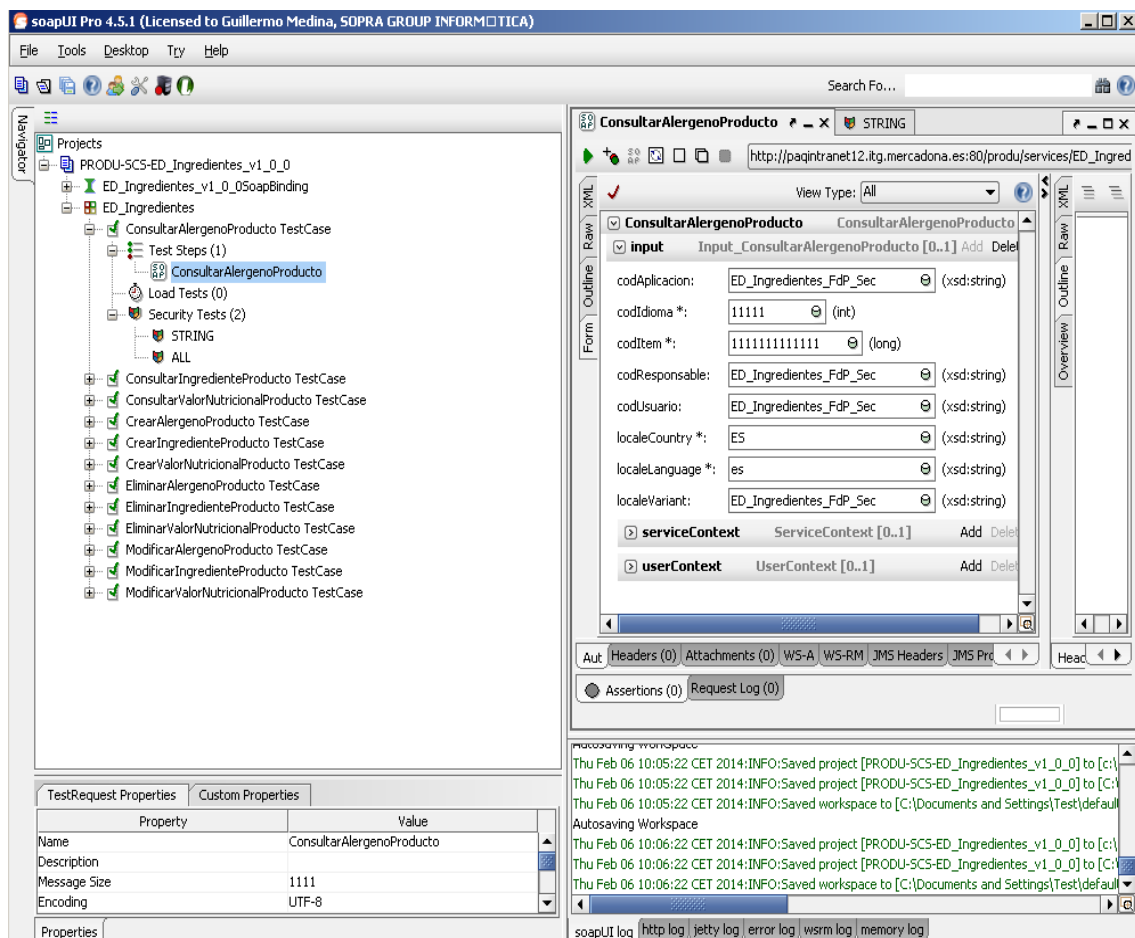 soapUI Pro 4.5.1 (Licensed to Guillermo Medina, SOPRA GROUP INFORM□TICA)
File Tools Desktop Try Help
Search Fo...
Navigator
Projects
PRODU-SCS-ED_Ingredientes_v1_0_0
ED_Ingredientes_v1_0_0SoapBinding
ED_Ingredientes
ConsultarAlergenoProducto TestCase
Test Steps (1)
ConsultarAlergenoProducto
Load Tests (0)
Security Tests (2)
STRING
ALL
ConsultarIngredienteProducto TestCase
ConsultarValorNutricionalProducto TestCase
CrearAlergenoProducto TestCase
CrearIngredienteProducto TestCase
CrearValorNutricionalProducto TestCase
EliminarAlergenoProducto TestCase
EliminarIngredienteProducto TestCase
EliminarValorNutricionalProducto TestCase
ModificarAlergenoProducto TestCase
ModificarIngredienteProducto TestCase
ModificarValorNutricionalProducto TestCase
TestRequest Properties Custom Properties
Property Value
Name ConsultarAlergenoProducto
Description
Message Size 1111
Encoding UTF-8
Properties
ConsultarAlergenoProducto STRING
http://paqintranet12.itg.mercadona.es:80/produ/services/ED_Ingred
XML
Raw
Outline
Form
View Type: All
ConsultarAlergenoProducto ConsultarAlergenoProducto
input Input_ConsultarAlergenoProducto [0..1] Add Delet
codAplicacion: ED_Ingredientes_FdP_Sec (xsd:string)
codIdioma *: 11111 (int)
codItem *: 1111111111111 (long)
codResponsable: ED_Ingredientes_FdP_Sec (xsd:string)
codUsuario: ED_Ingredientes_FdP_Sec (xsd:string)
localeCountry *: ES (xsd:string)
localeLanguage *: es (xsd:string)
localeVariant: ED_Ingredientes_FdP_Sec (xsd:string)
serviceContext ServiceContext [0..1] Add Delet
userContext UserContext [0..1] Add Delet
XML
Raw
Outline
Overview
Aut Headers (0) Attachments (0) WS-A WS-RM JMS Headers JMS Pro
Head
Assertions (0) Request Log (0)
Autosaving Workspace
Thu Feb 06 10:05:22 CET 2014:INFO:Saved project [PRODU-SCS-ED_Ingredientes_v1_0_0] to [c:\
Thu Feb 06 10:05:22 CET 2014:INFO:Saved project [PRODU-SCS-ED_Ingredientes_v1_0_0] to [C:\
Thu Feb 06 10:05:22 CET 2014:INFO:Saved workspace to [C:\Documents and Settings\Test\defaul
Autosaving Workspace
Thu Feb 06 10:06:22 CET 2014:INFO:Saved project [PRODU-SCS-ED_Ingredientes_v1_0_0] to [c:\
Thu Feb 06 10:06:22 CET 2014:INFO:Saved project [PRODU-SCS-ED_Ingredientes_v1_0_0] to [C:\
Thu Feb 06 10:06:22 CET 2014:INFO:Saved workspace to [C:\Documents and Settings\Test\defaul
soapUI log http log jetty log error log wsrm log memory log